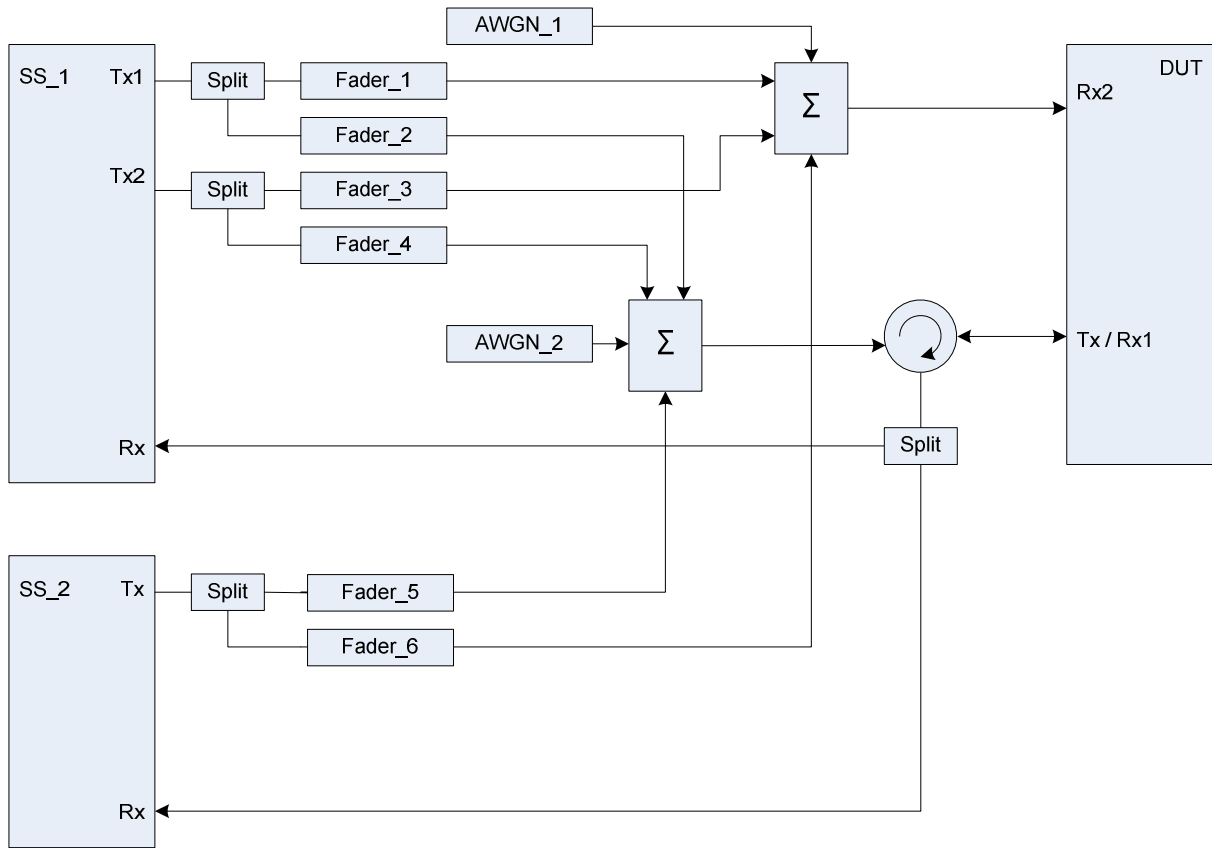 AWGN_1
SS_1
Tx1
Split
Fader_1
Σ
DUT
Rx2
Fader_2
Tx2
Split
Fader_3
Fader_4
AWGN_2
Σ
Tx / Rx1
Rx
Split
SS_2
Tx
Split
Fader_5
Fader_6
Rx